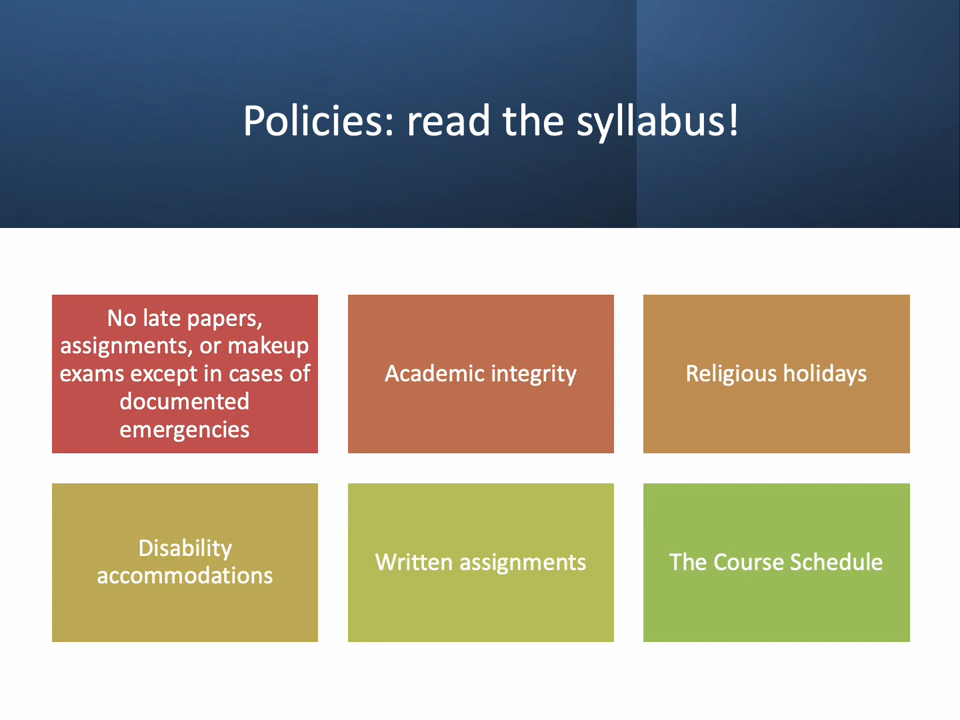 Policies: read the syllabus!
No late papers,
assignments, or makeup
exams except in cases of
documented
emergencies
Academic integrity
Religious holidays
Disability
accommodations
Written assignments
The Course Schedule